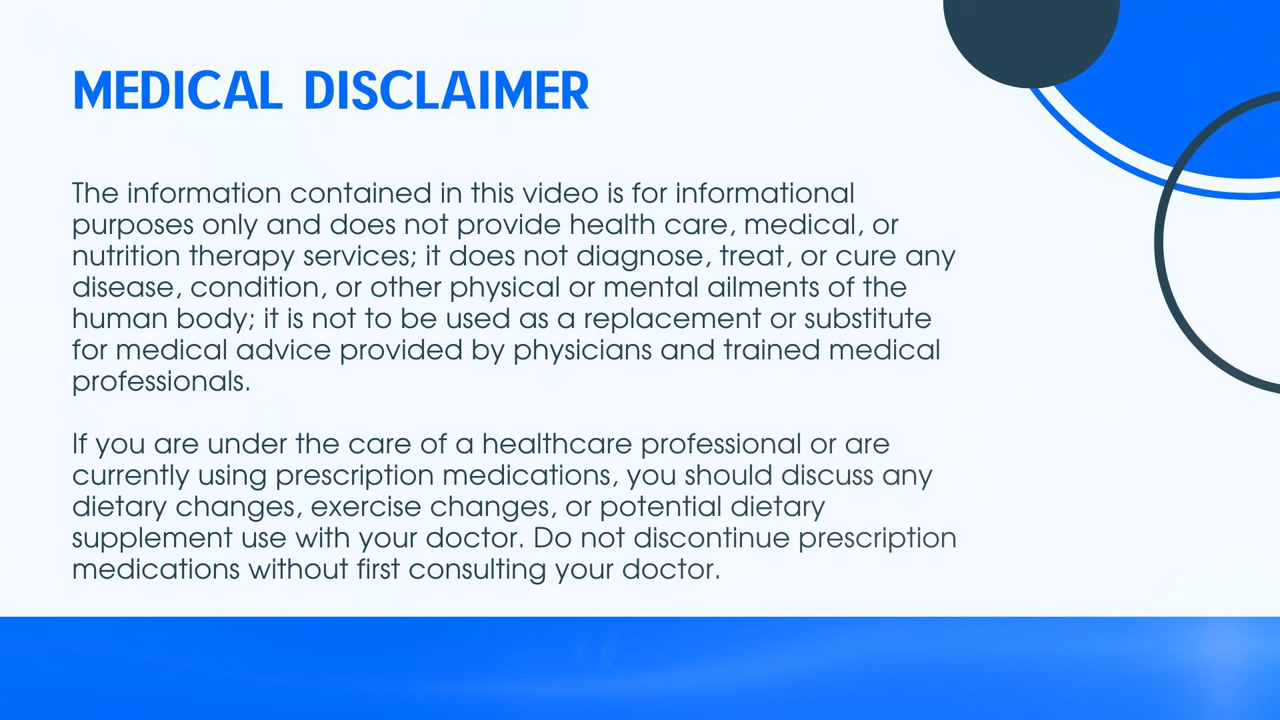 MEDICAL DISCLAIMER
The information contained in this video is for informational
purposes only and does not provide health care, medical, or
nutrition therapy services; it does not diagnose, treat, or cure any
disease, condition, or other physical or mental ailments of the
human body; it is not to be used as a replacement or substitute
for medical advice provided by physicians and trained medical
professionals.
If you are under the care of a healthcare professional or are
currently using prescription medications, you should discuss any
dietary changes, exercise changes, or potential dietary
supplement use with your doctor. Do not discontinue prescription
medications without first consulting your doctor.